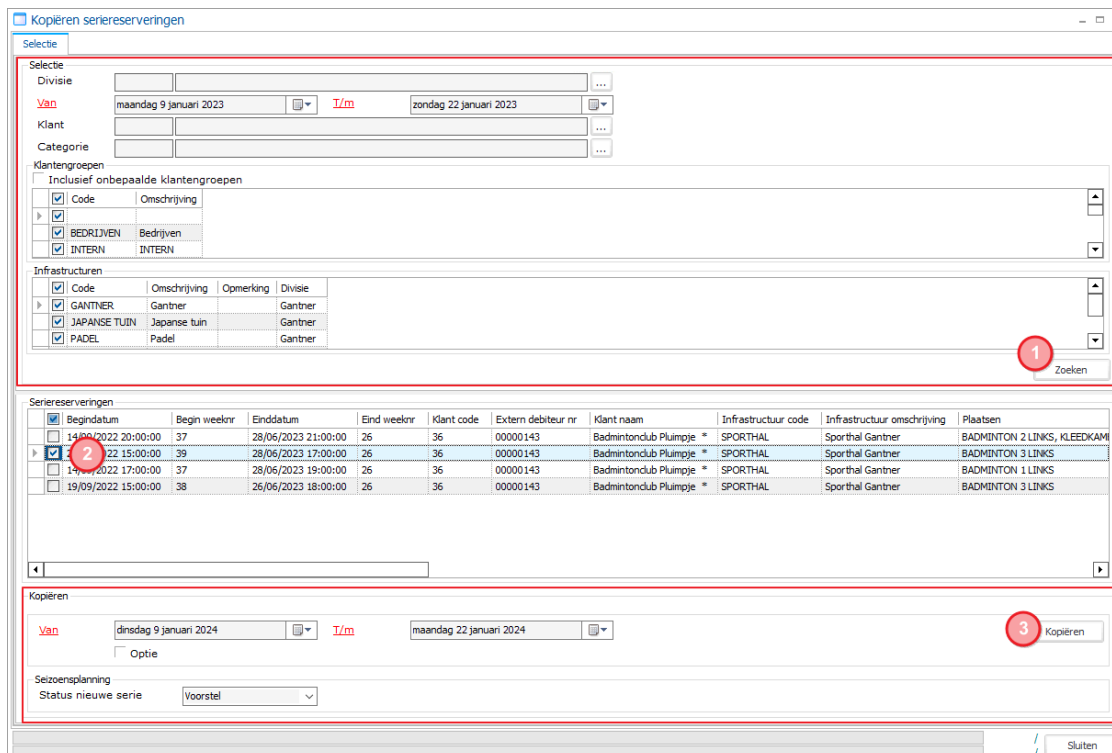 Kopiëren seriereserveringen
Selectie
Selectie
Divisie ...
Van maandag 9 januari 2023 T/m zondag 22 januari 2023
Klant ...
Categorie ...
Klantengroepen
Inclusief onbepaalde klantengroepen
Code Omschrijving
BEDRIJVEN Bedrijven
INTERN INTERN
Infrastructuren
Code Omschrijving Opmerking Divisie
GANTNER Gantner Gantner
JAPANSE TUIN Japanse tuin Gantner
PADEL Padel Gantner
1
Zoeken
Seriereserveringen
Begindatum Begin weeknr Einddatum Eind weeknr Klant code Extern debiteur nr Klant naam Infrastructuur code Infrastructuur omschrijving Plaatsen
14/09/2022 20:00:00 37 28/06/2023 21:00:00 26 36 00000143 Badmintonclub Pluimpje * SPORTHAL Sporthal Gantner BADMINTON 2 LINKS, KLEEDKAM
2 2022 15:00:00 39 28/06/2023 17:00:00 26 36 00000143 Badmintonclub Pluimpje * SPORTHAL Sporthal Gantner BADMINTON 3 LINKS
14/09/2022 17:00:00 37 28/06/2023 19:00:00 26 36 00000143 Badmintonclub Pluimpje * SPORTHAL Sporthal Gantner BADMINTON 1 LINKS
19/09/2022 15:00:00 38 26/06/2023 18:00:00 26 36 00000143 Badmintonclub Pluimpje * SPORTHAL Sporthal Gantner BADMINTON 3 LINKS
Kopiëren
Van dinsdag 9 januari 2024 T/m maandag 22 januari 2024 3 Kopiëren
Optie
Seizoensplanning
Status nieuwe serie Voorstel
/
/ Sluiten